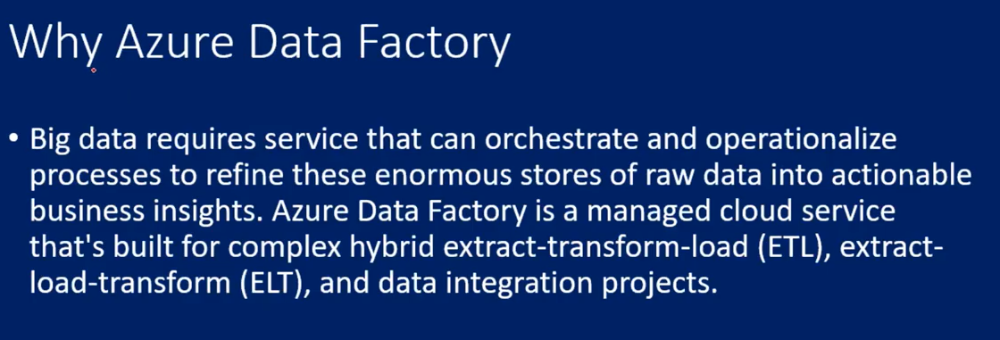 Why Azure Data Factory
• Big data requires service that can orchestrate and operationalize
processes to refine these enormous stores of raw data into actionable
business insights. Azure Data Factory is a managed cloud service
that's built for complex hybrid extract-transform-load (ETL), extract-
load-transform (ELT), and data integration projects.